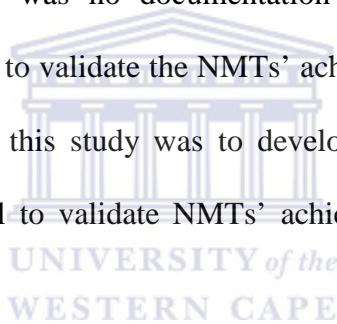 was no documentation
to validate the NMTs’ ach
this study was to develo
to validate NMTs’ achie
UNIVERSITY of the
WESTERN CAPE